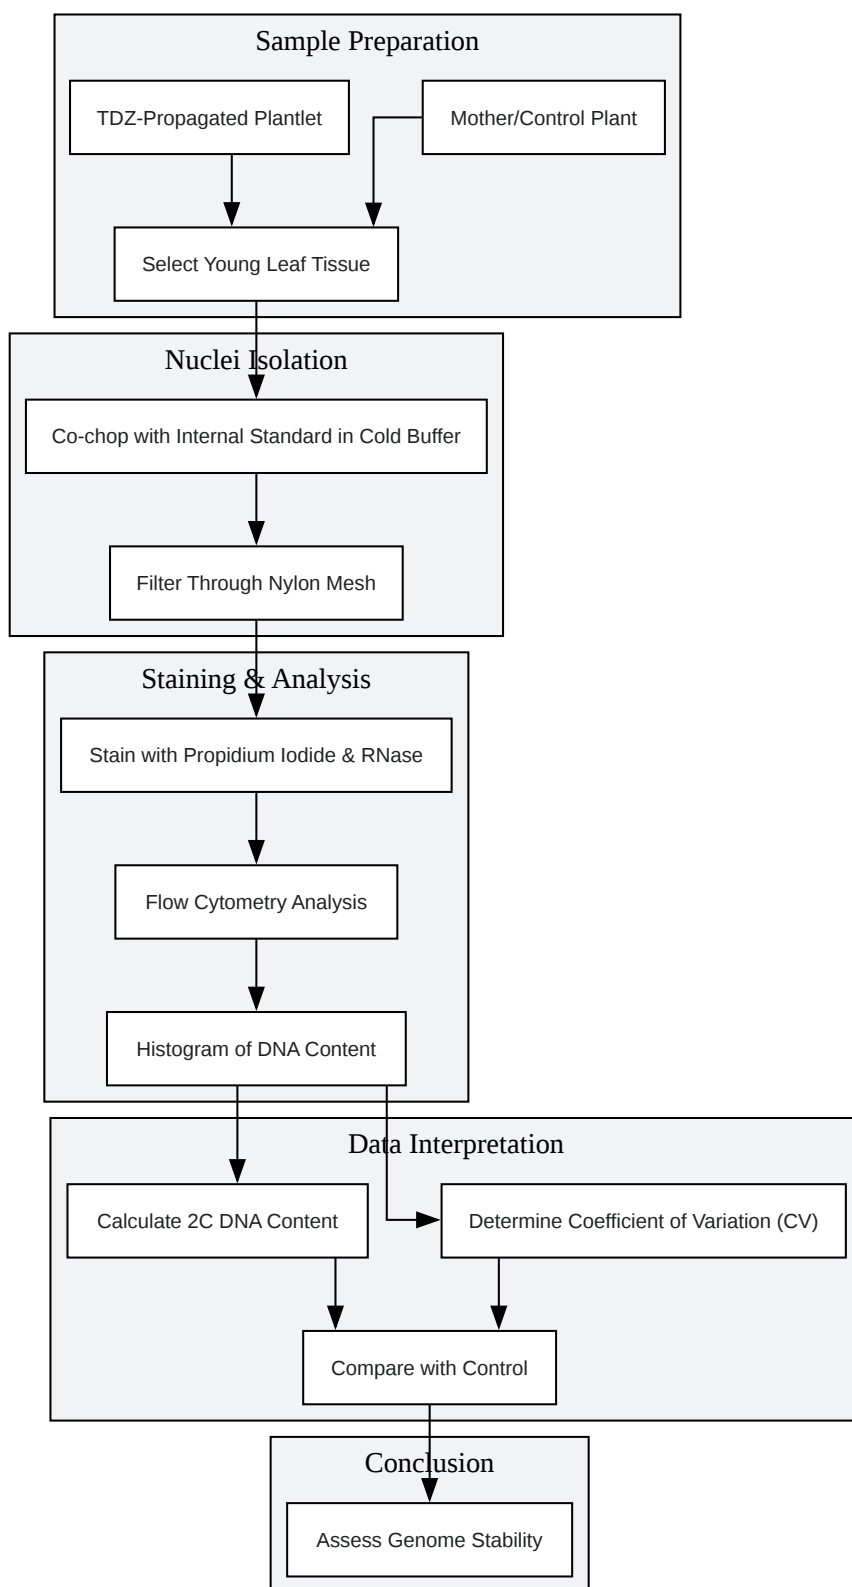 Sample Preparation
TDZ-Propagated Plantlet
Mother/Control Plant
Select Young Leaf Tissue
Nuclei Isolation
Co-chop with Internal Standard in Cold Buffer
Filter Through Nylon Mesh
Staining & Analysis
Stain with Propidium Iodide & RNase
Flow Cytometry Analysis
Histogram of DNA Content
Data Interpretation
Calculate 2C DNA Content
Determine Coefficient of Variation (CV)
Compare with Control
Conclusion
Assess Genome Stability